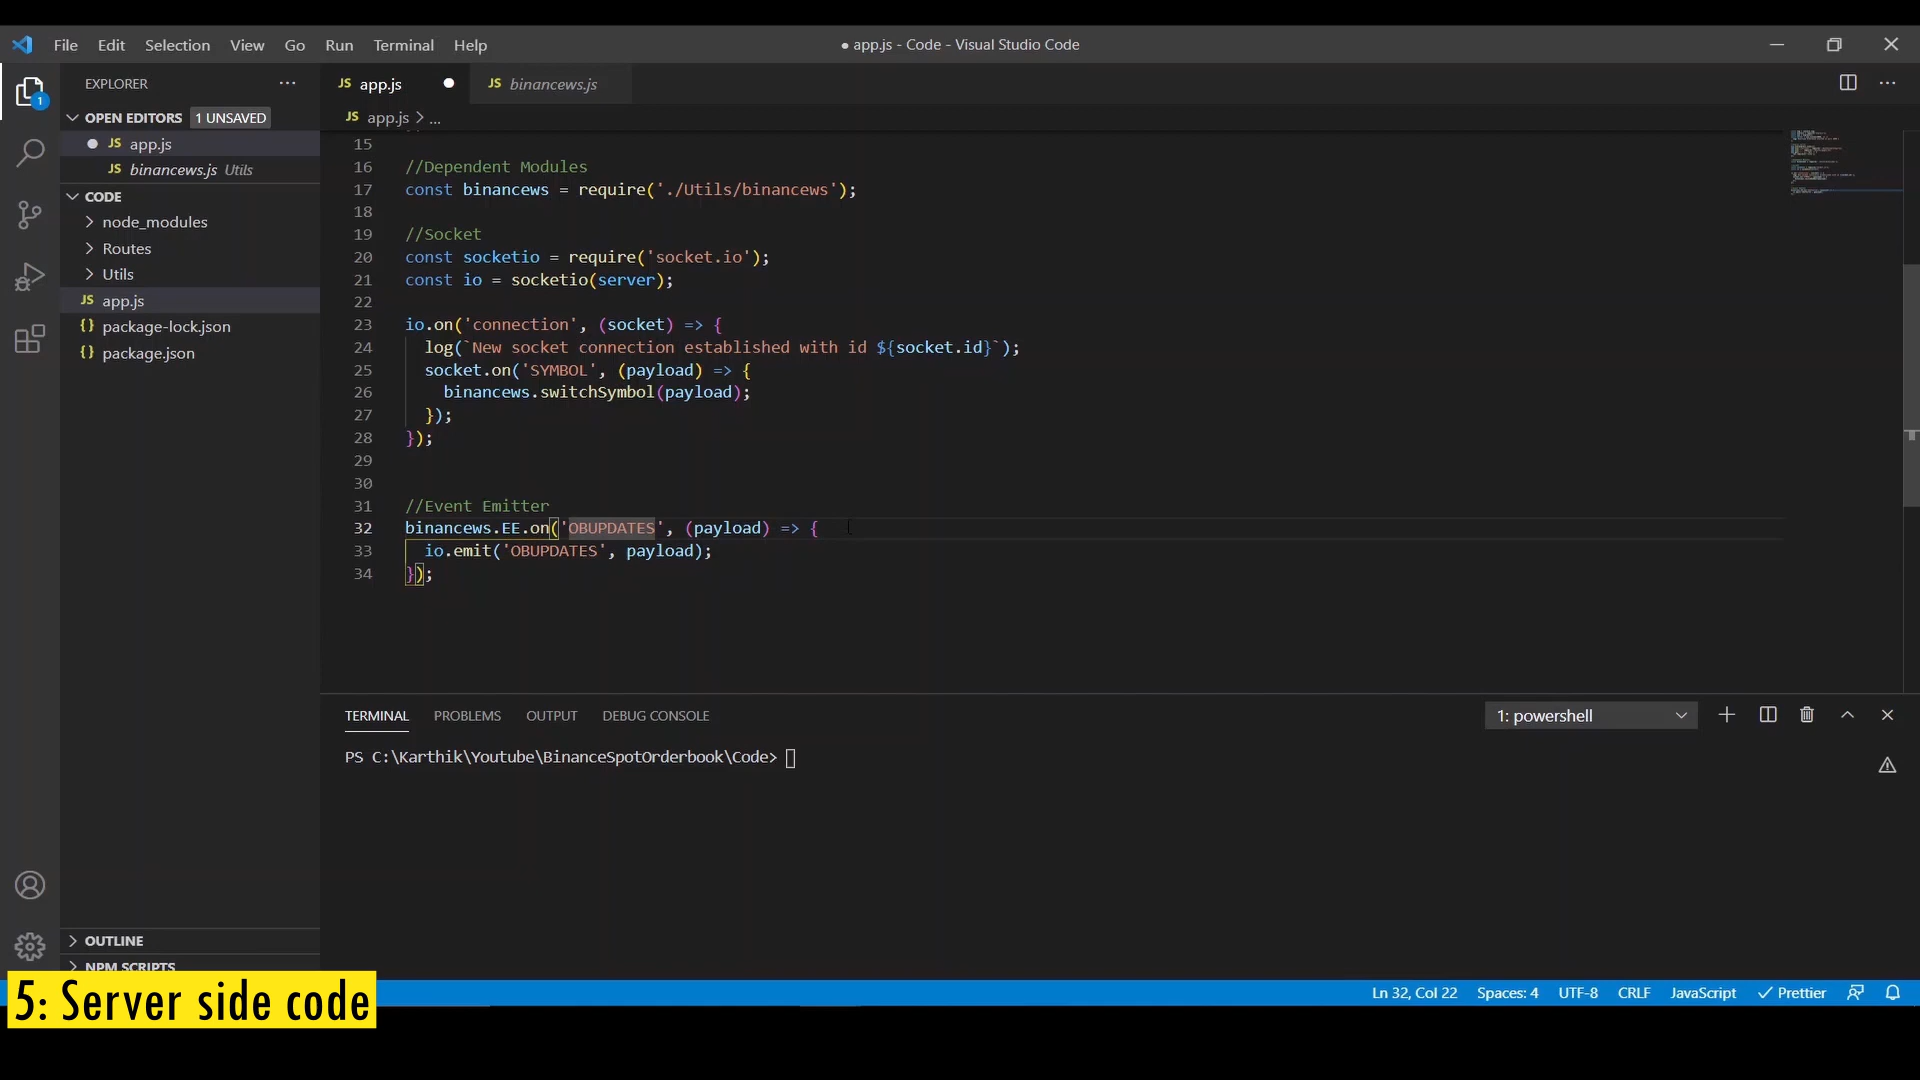 File Edit Selection View Go Run Terminal Help
● app.js - Code - Visual Studio Code
EXPLORER
JS app.js
JS binancews.js
1
OPEN EDITORS 1 UNSAVED
JS app.js > ...
JS app.js
JS binancews.js Utils
CODE
node_modules
Routes
Utils
JS app.js
{} package-lock.json
{} package.json
15
16 //Dependent Modules
17 const binancews = require('./Utils/binancews');
18
19 //Socket
20 const socketio = require('socket.io');
21 const io = socketio(server);
22
23 io.on('connection', (socket) => {
24 log(`New socket connection established with id ${socket.id}`);
25 socket.on('SYMBOL', (payload) => {
26 binancews.switchSymbol(payload);
27 });
28 });
29
30
31 //Event Emitter
32 binancews.EE.on('OBUPDATES', (payload) => {
33 io.emit('OBUPDATES', payload);
34 });
TERMINAL PROBLEMS OUTPUT DEBUG CONSOLE
1: powershell
PS C:\Karthik\Youtube\BinanceSpotOrderbook\Code>
OUTLINE
NPM SCRIPTS
5: Server side code
Ln 32, Col 22 Spaces: 4 UTF-8 CRLF JavaScript Prettier